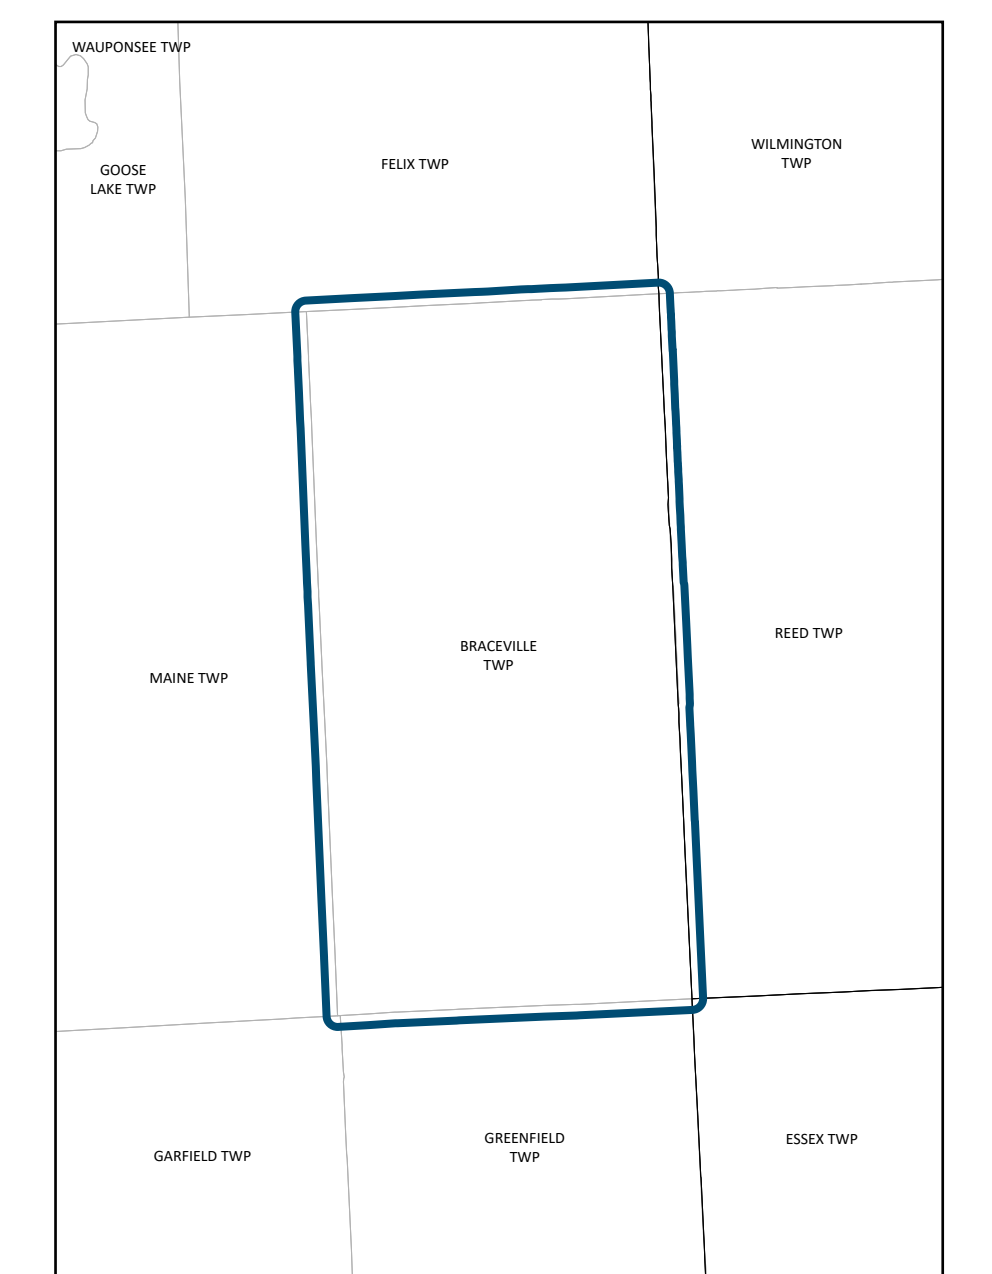 WAUPONSEE TWP
GOOSE
LAKE TWP
FELIX TWP
WILMINGTON
TWP
MAINE TWP
BRACEVILLE
TWP
REED TWP
GARFIELD TWP
GREENFIELD
TWP
ESSEX TWP